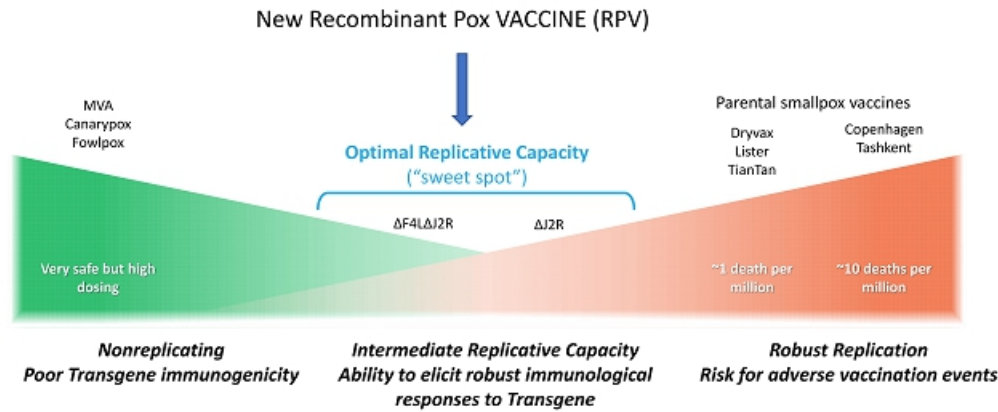 New Recombinant Pox VACCINE (RPV)
MVA
Canarypox
Fowlpox
Optimal Replicative Capacity
("sweet spot")
ΔF4LΔJ2R
ΔJ2R
Parental smallpox vaccines
Dryvax
Lister
TianTan
Copenhagen
Tashkent
Very safe but high
dosing
~1 death per
million
~10 deaths per
million
Nonreplicating
Poor Transgene immunogenicity
Intermediate Replicative Capacity
Ability to elicit robust immunological
responses to Transgene
Robust Replication
Risk for adverse vaccination events